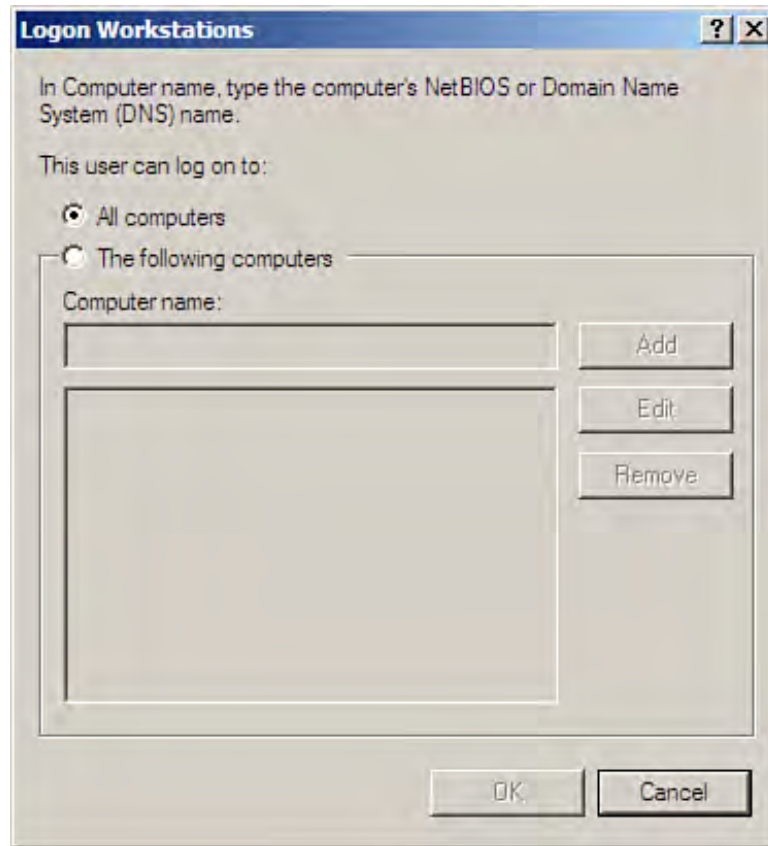 Logon Workstations
In Computer name, type the computer's NetBIOS or Domain Name
System (DNS) name.
This user can log on to:
All computers
The following computers
Computer name:
Add
Edit
Remove
OK
Cancel